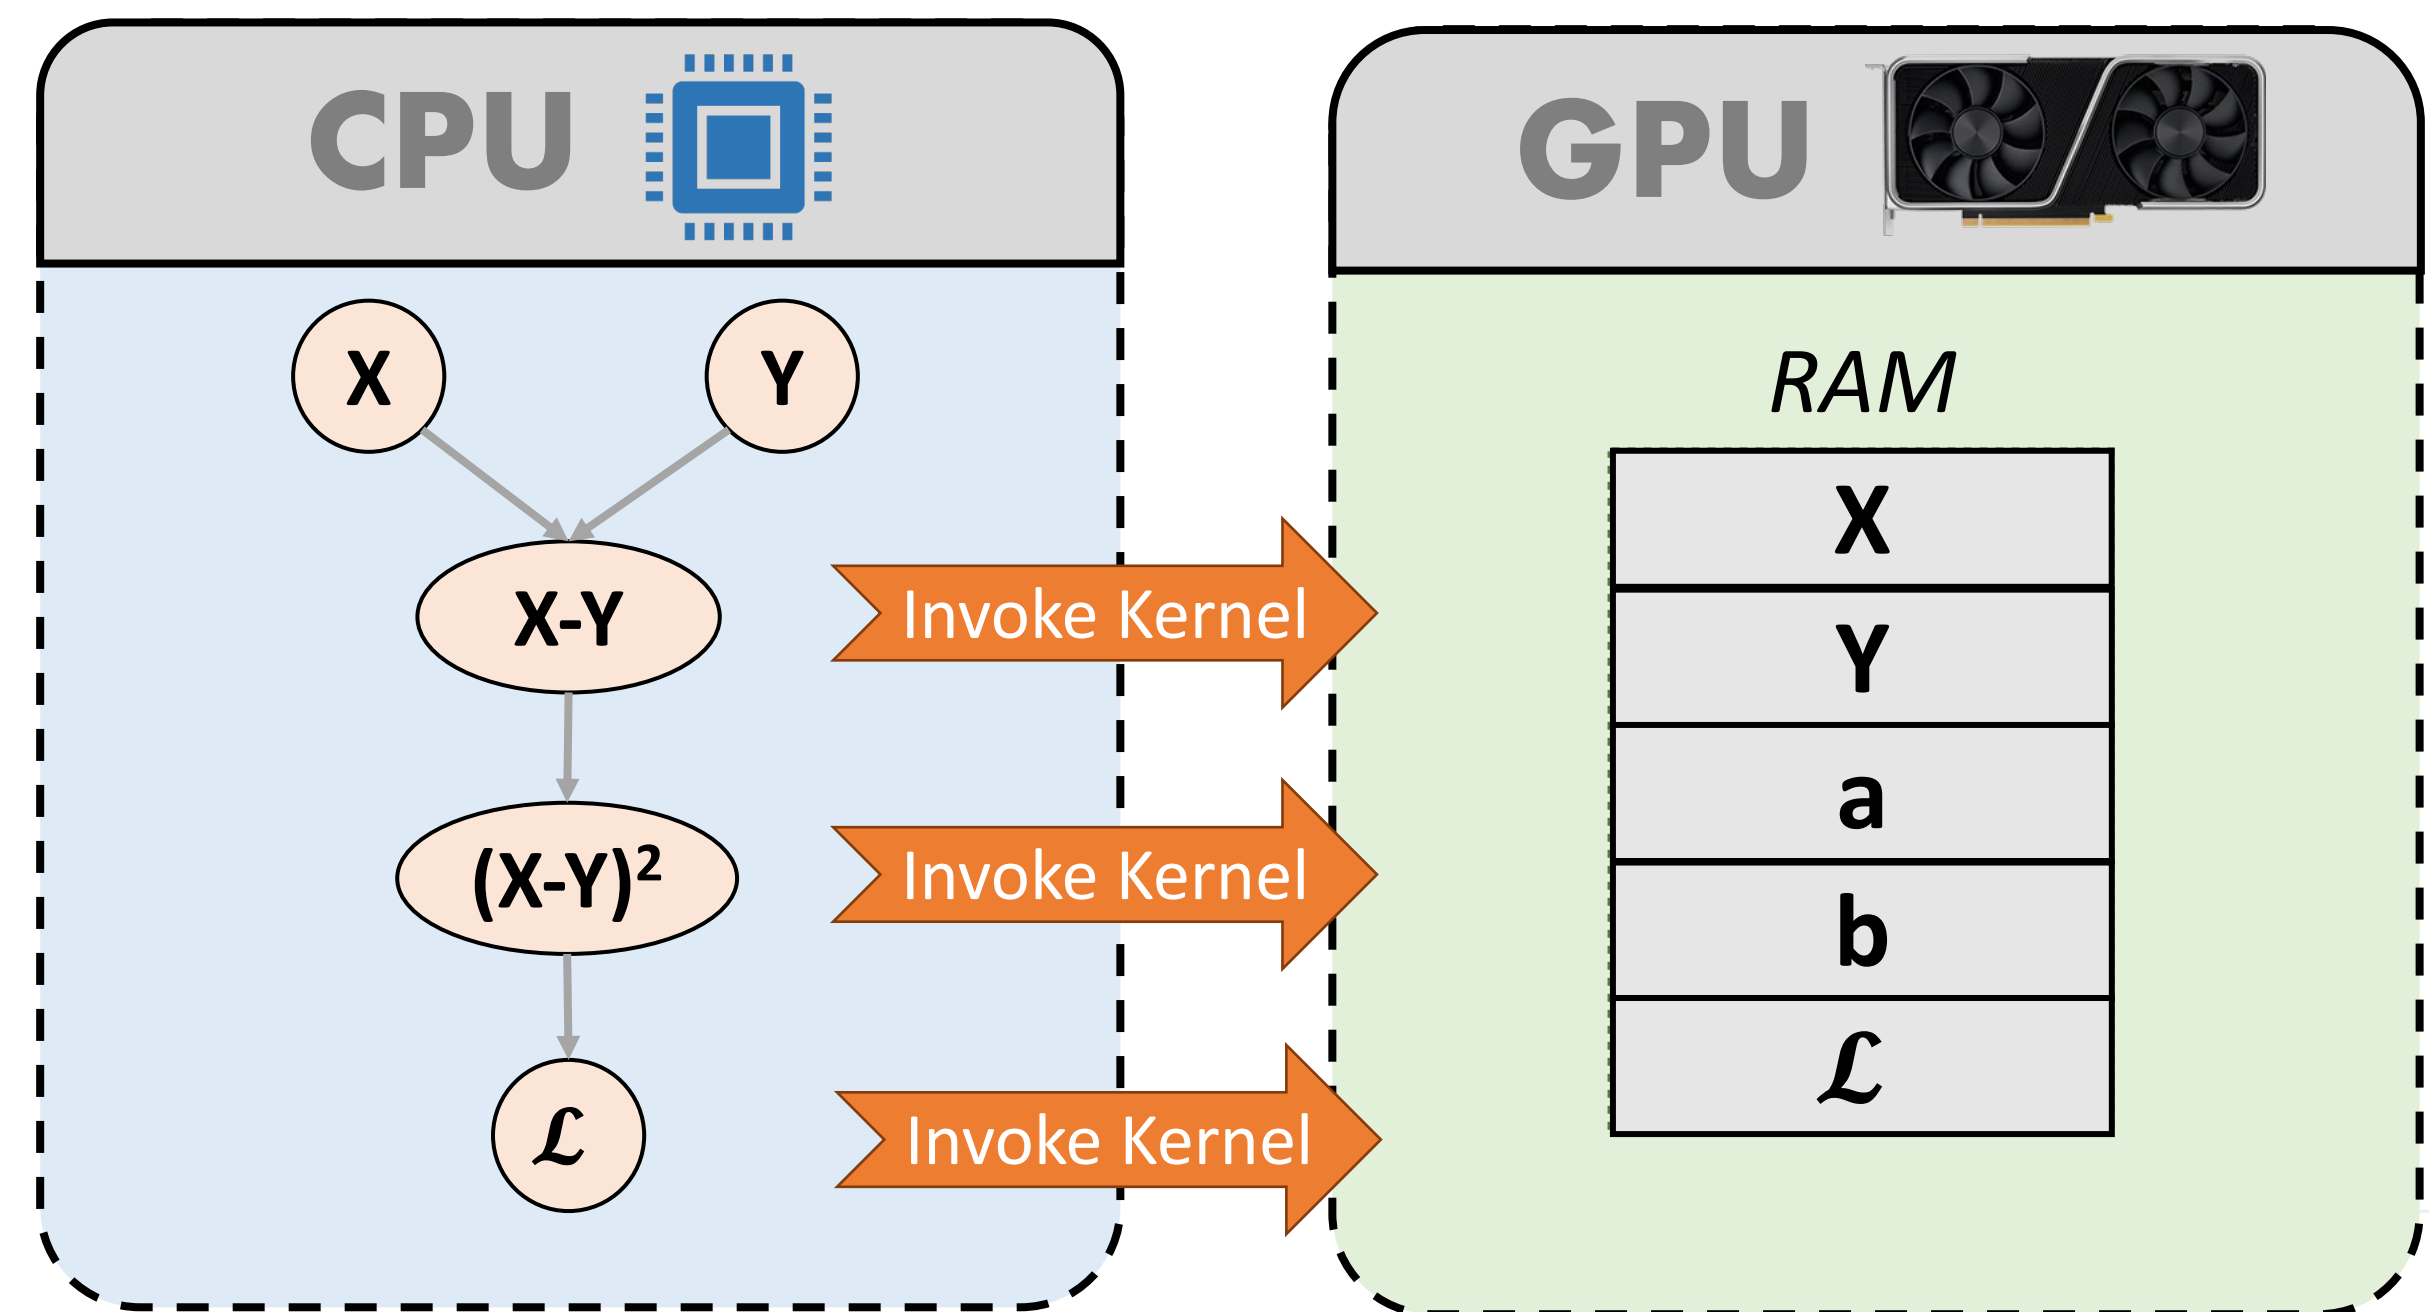 CPU
X
Y
X-Y
(X-Y)²
ℒ
Invoke Kernel
Invoke Kernel
Invoke Kernel
GPU
RAM
X
Y
a
b
ℒ